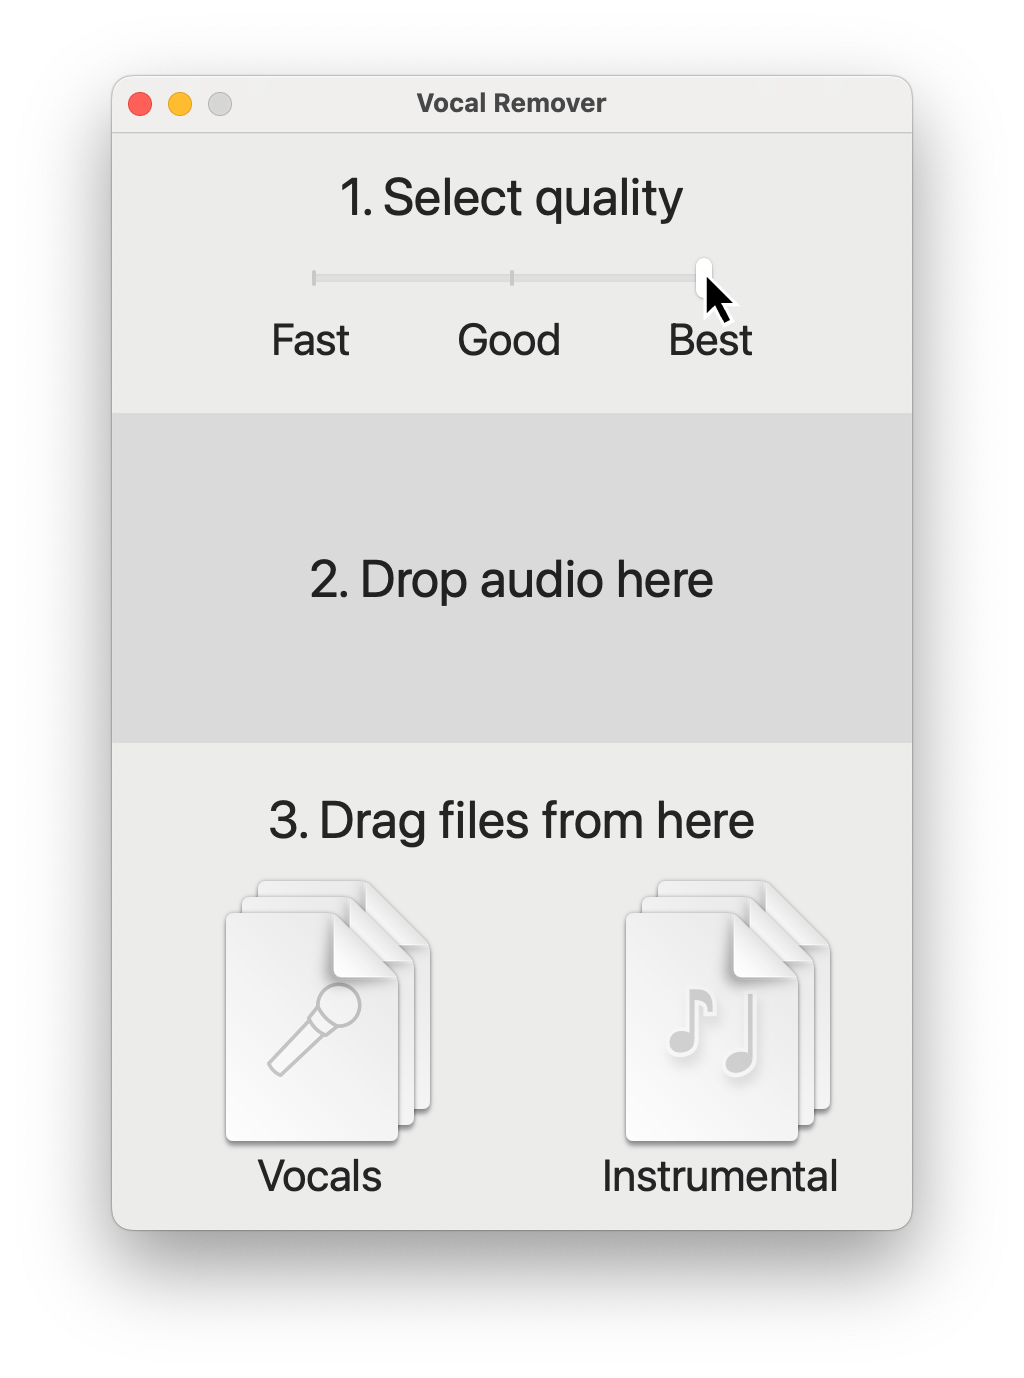 Vocal Remover
1. Select quality
Fast Good Best
2. Drop audio here
3. Drag files from here
Vocals Instrumental